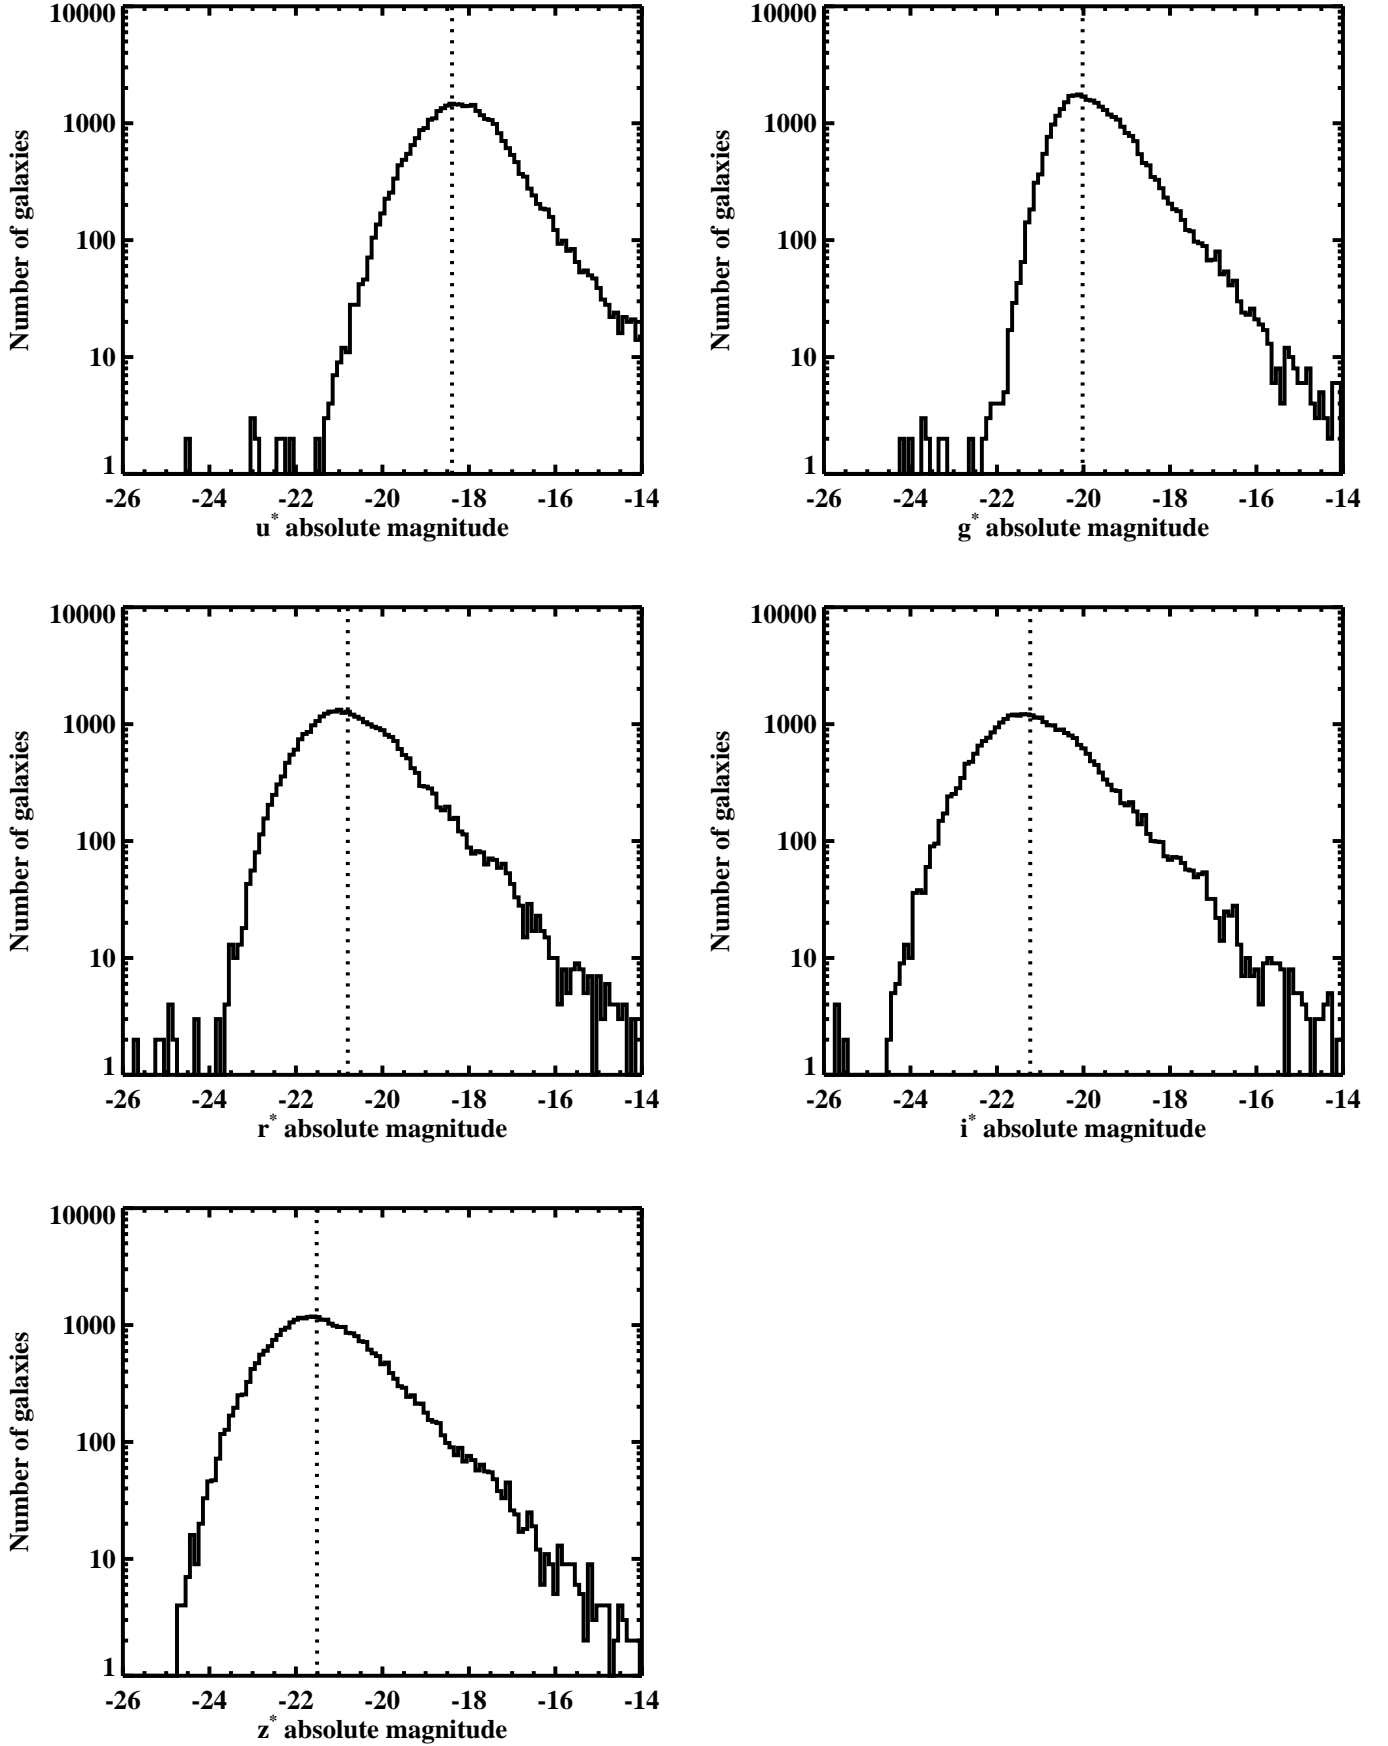 10000
1000
100
10
1
Number of galaxies
-26 -24 -22 -20 -18 -16 -14
u* absolute magnitude
10000
1000
100
10
1
Number of galaxies
-26 -24 -22 -20 -18 -16 -14
g* absolute magnitude
10000
1000
100
10
1
Number of galaxies
-26 -24 -22 -20 -18 -16 -14
r* absolute magnitude
10000
1000
100
10
1
Number of galaxies
-26 -24 -22 -20 -18 -16 -14
i* absolute magnitude
10000
1000
100
10
1
Number of galaxies
-26 -24 -22 -20 -18 -16 -14
z* absolute magnitude